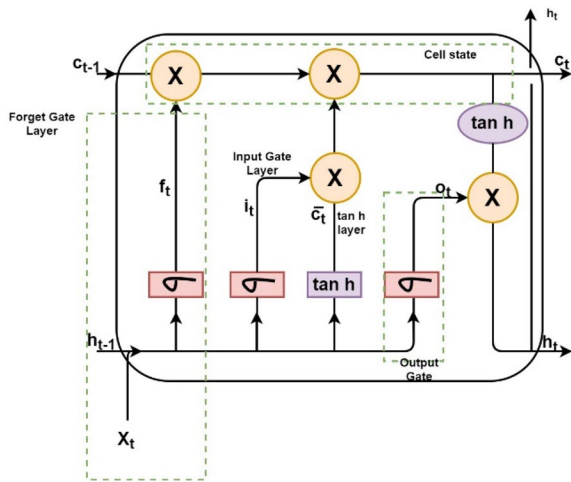 h_t
c_t-1
X
X
Cell state
c_t
Forget Gate
Layer
tan h
Input Gate
Layer
X
f_t
i_t
c̄_t
tan h
layer
o_t
X
σ
σ
tan h
σ
h_t-1
h_t
Output
Gate
X_t